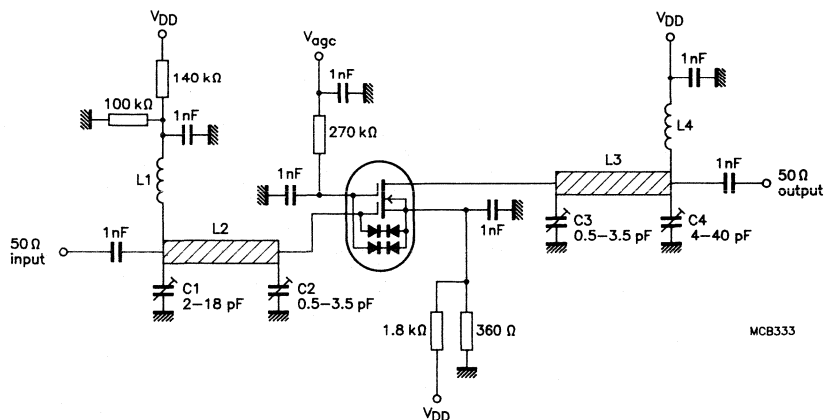 VDD
140 kΩ
100 kΩ
1nF
L1
50 Ω
input
1nF
L2
C1
2–18 pF
C2
0.5–3.5 pF
Vagc
1nF
270 kΩ
1nF
1nF
1.8 kΩ
360 Ω
VDD
VDD
1nF
L4
L3
1nF
50 Ω
output
C3
0.5–3.5 pF
C4
4–40 pF
MCB333